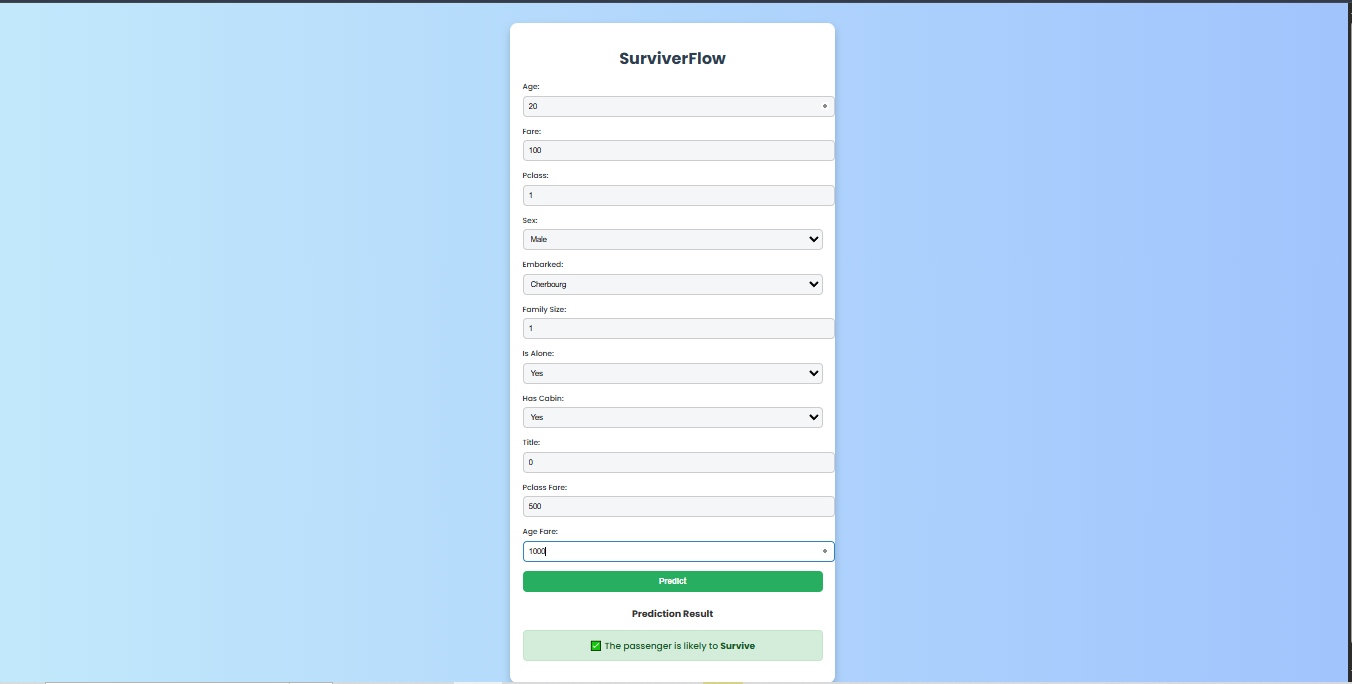 SurviverFlow
Age:
20
Fare:
100
Pclass:
1
Sex:
Male
Embarked:
Cherbourg
Family Size:
1
Is Alone:
Yes
Has Cabin:
Yes
Title:
0
Pclass Fare:
500
Age Fare:
1000
Predict
Prediction Result
The passenger is likely to Survive